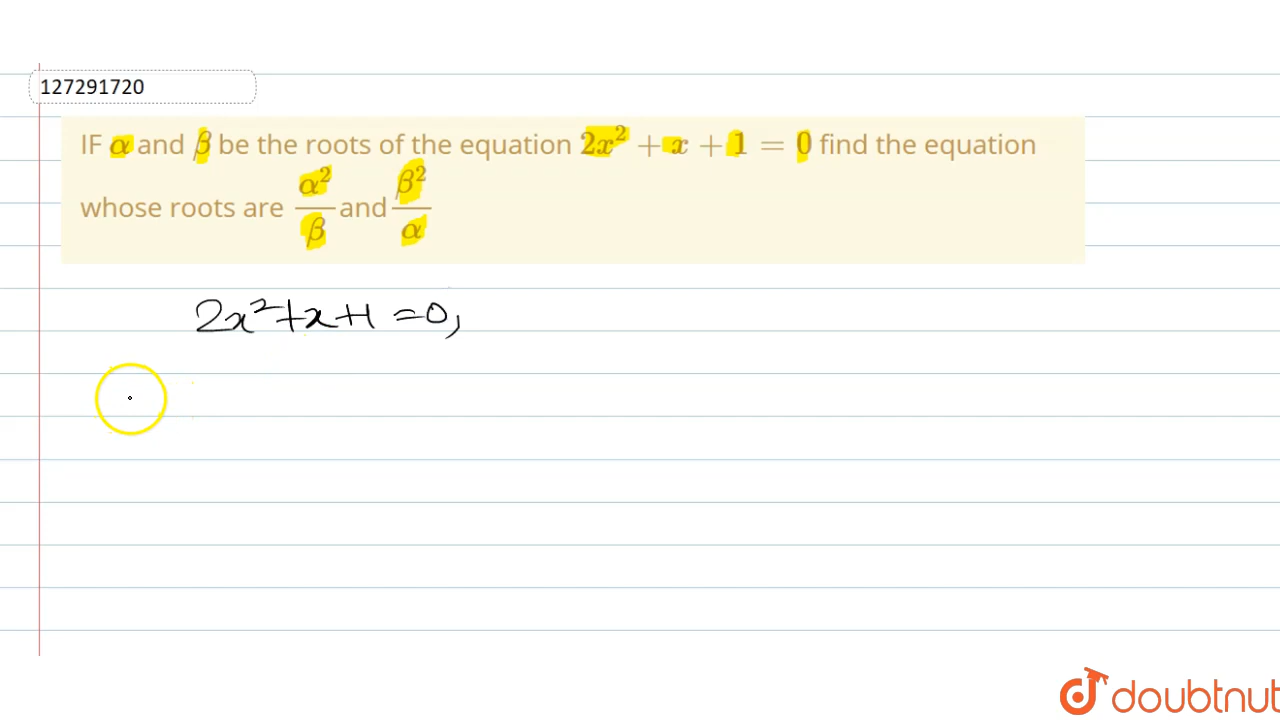 127291720
IF α and β be the roots of the equation 2x² + x + 1 = 0 find the equation
whose roots are α²/β and β²/α
2x²+x+1=0,
doubtnut